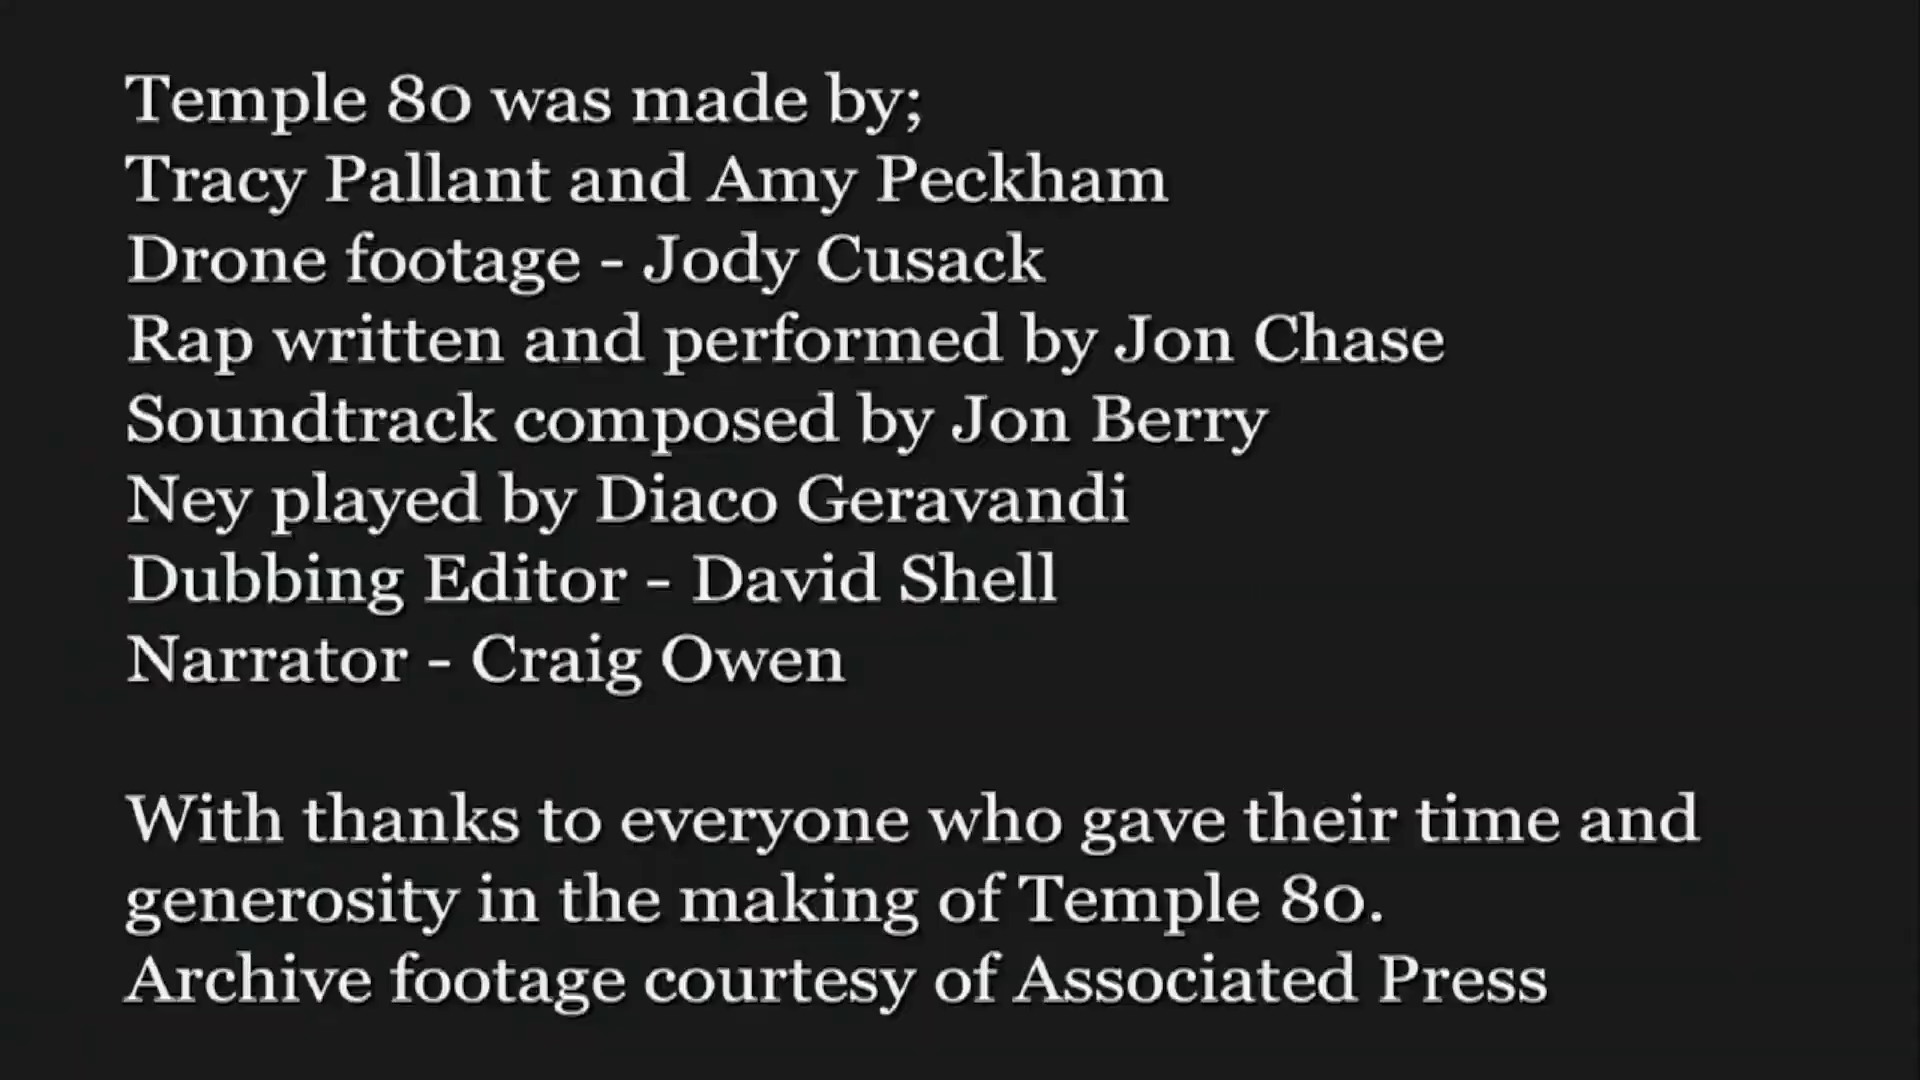 Temple 80 was made by;
Tracy Pallant and Amy Peckham
Drone footage - Jody Cusack
Rap written and performed by Jon Chase
Soundtrack composed by Jon Berry
Ney played by Diaco Geravandi
Dubbing Editor - David Shell
Narrator - Craig Owen
With thanks to everyone who gave their time and
generosity in the making of Temple 80.
Archive footage courtesy of Associated Press